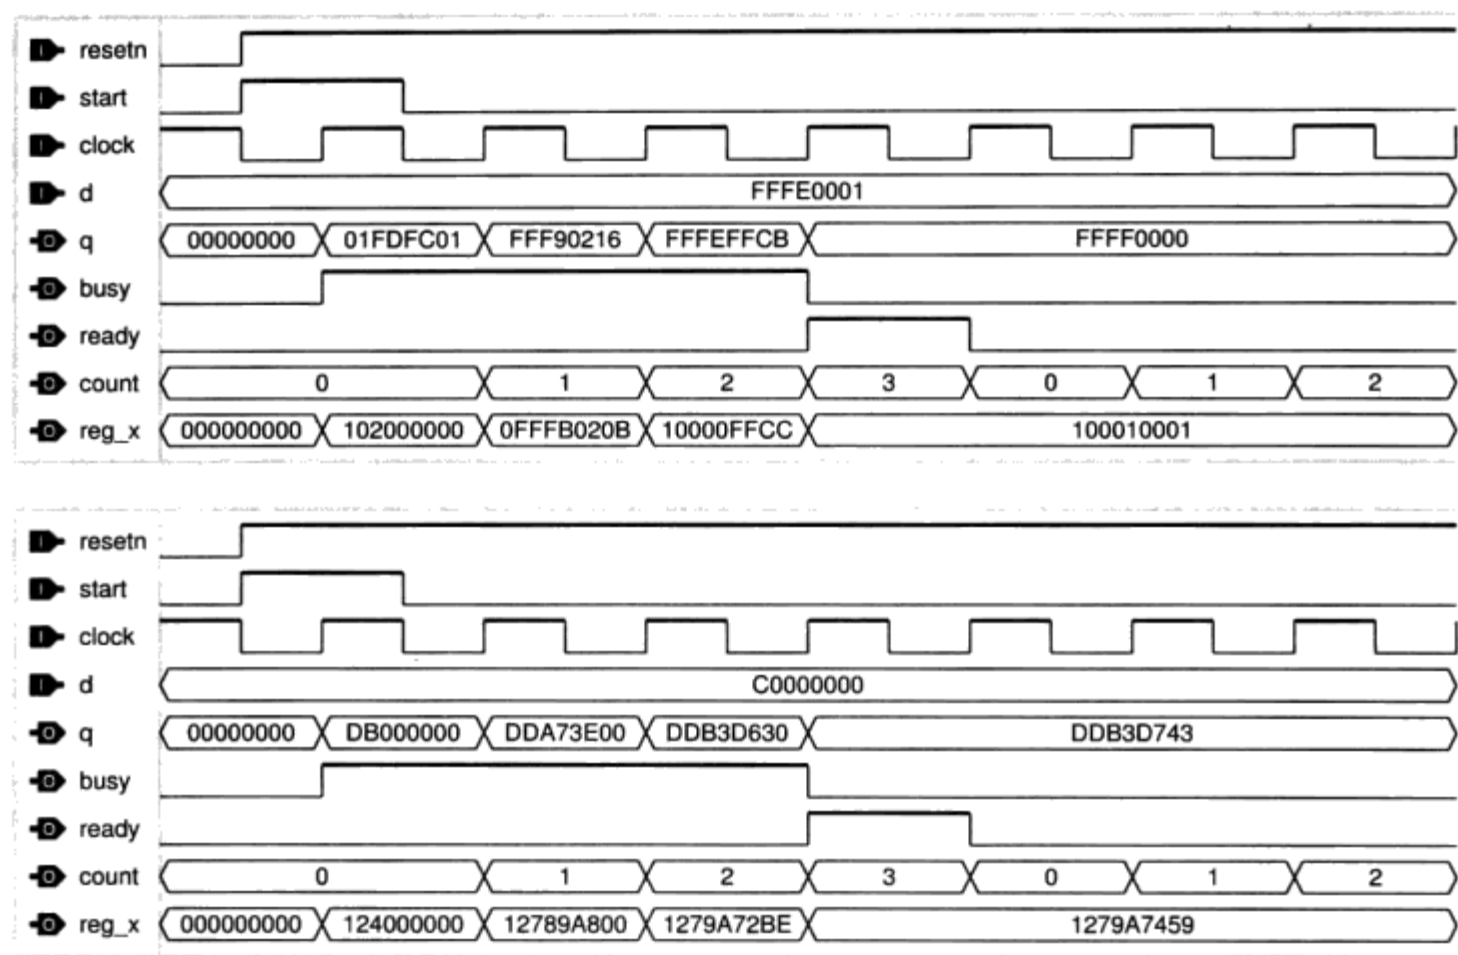 resetn
start
clock
d FFFE0001
q 00000000 01FDFC01 FFF90216 FFFEFFCB FFFF0000
busy
ready
count 0 1 2 3 0 1 2
reg_x 000000000 102000000 0FFFB020B 10000FFCC 100010001
resetn
start
clock
d C0000000
q 00000000 DB000000 DDA73E00 DDB3D630 DDB3D743
busy
ready
count 0 1 2 3 0 1 2
reg_x 000000000 124000000 12789A800 1279A72BE 1279A7459